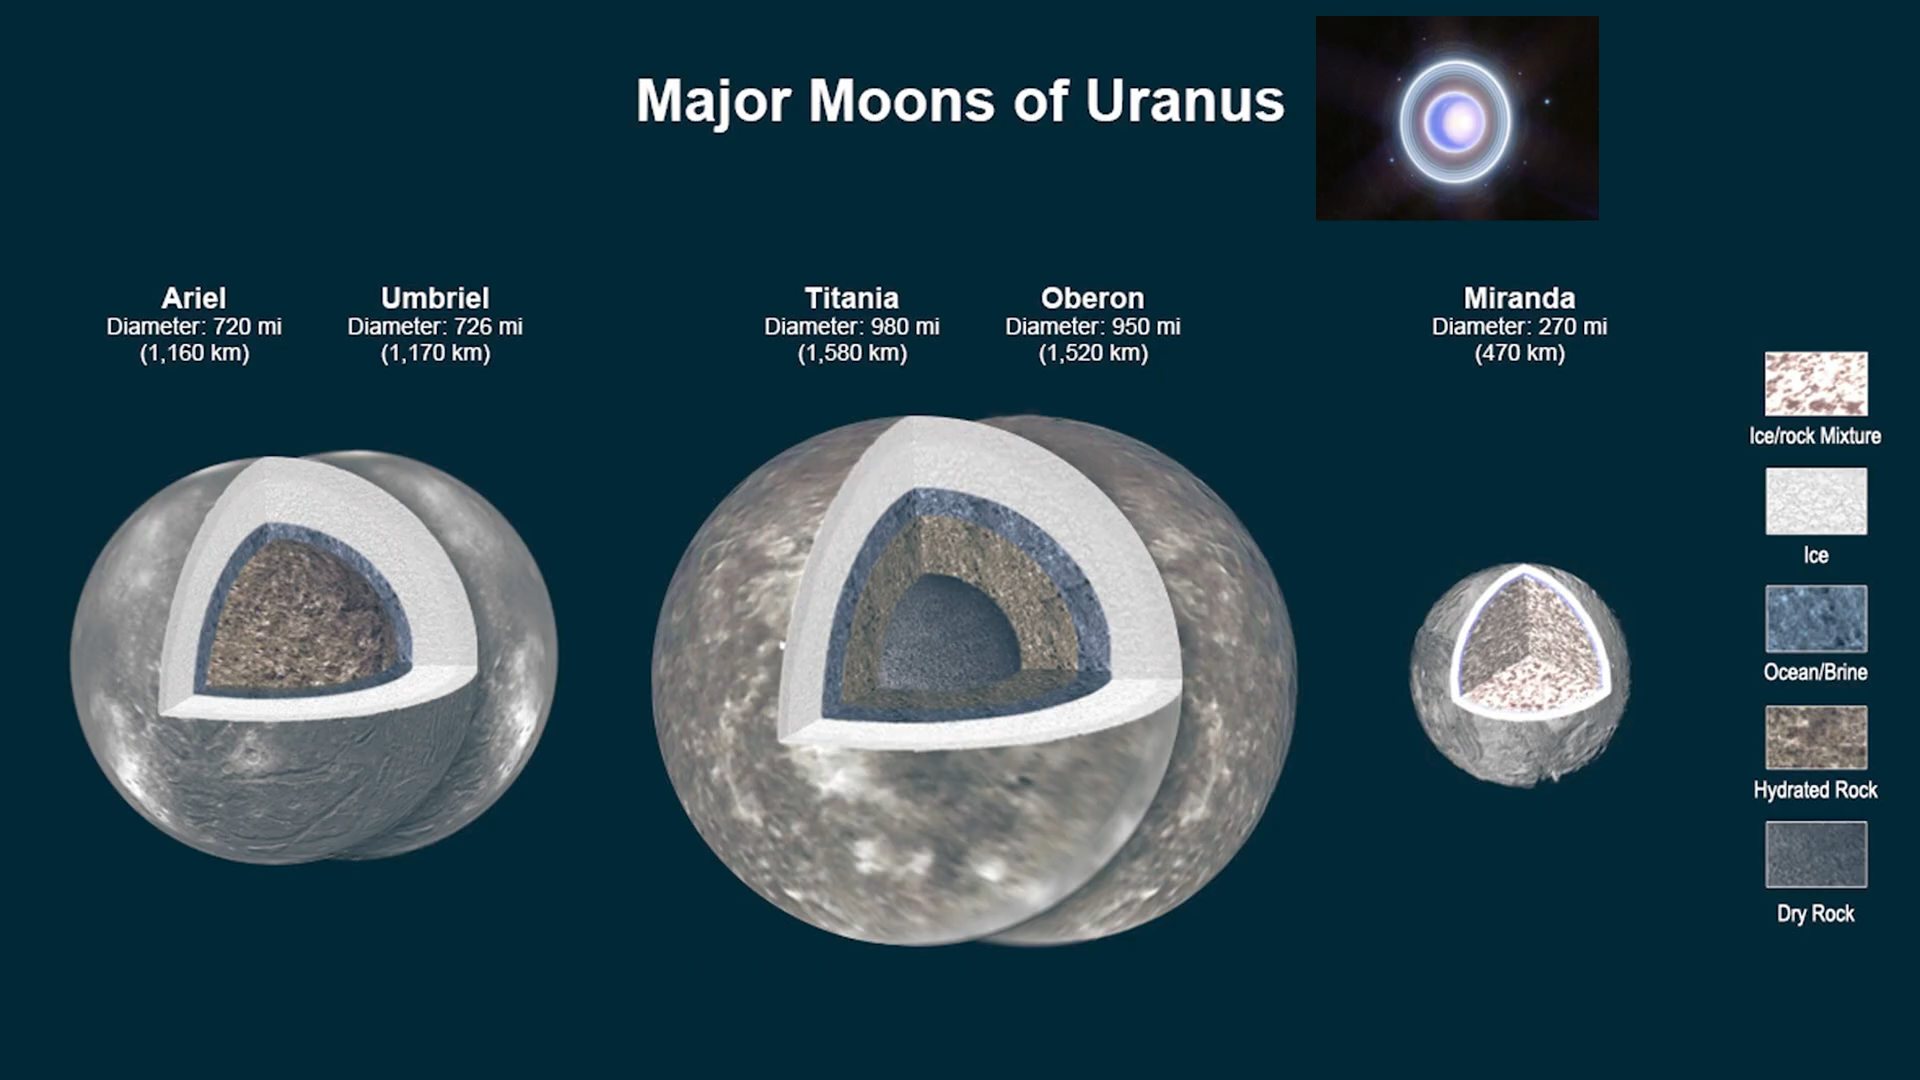 Major Moons of Uranus
Ariel
Diameter: 720 mi
(1,160 km)
Umbriel
Diameter: 726 mi
(1,170 km)
Titania
Diameter: 980 mi
(1,580 km)
Oberon
Diameter: 950 mi
(1,520 km)
Miranda
Diameter: 270 mi
(470 km)
Ice/rock Mixture
Ice
Ocean/Brine
Hydrated Rock
Dry Rock